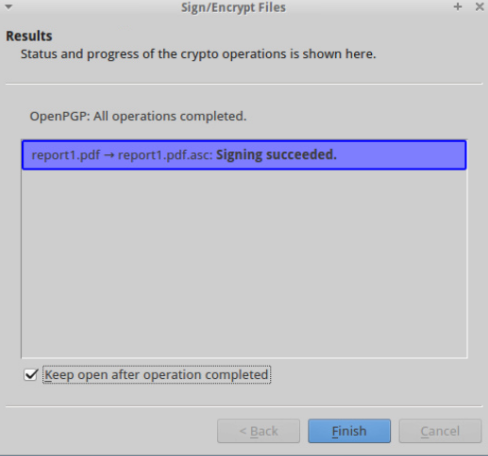 Sign/Encrypt Files
Results
Status and progress of the crypto operations is shown here.
OpenPGP: All operations completed.
report1.pdf → report1.pdf.asc: Signing succeeded.
Keep open after operation completed
< Back Finish Cancel